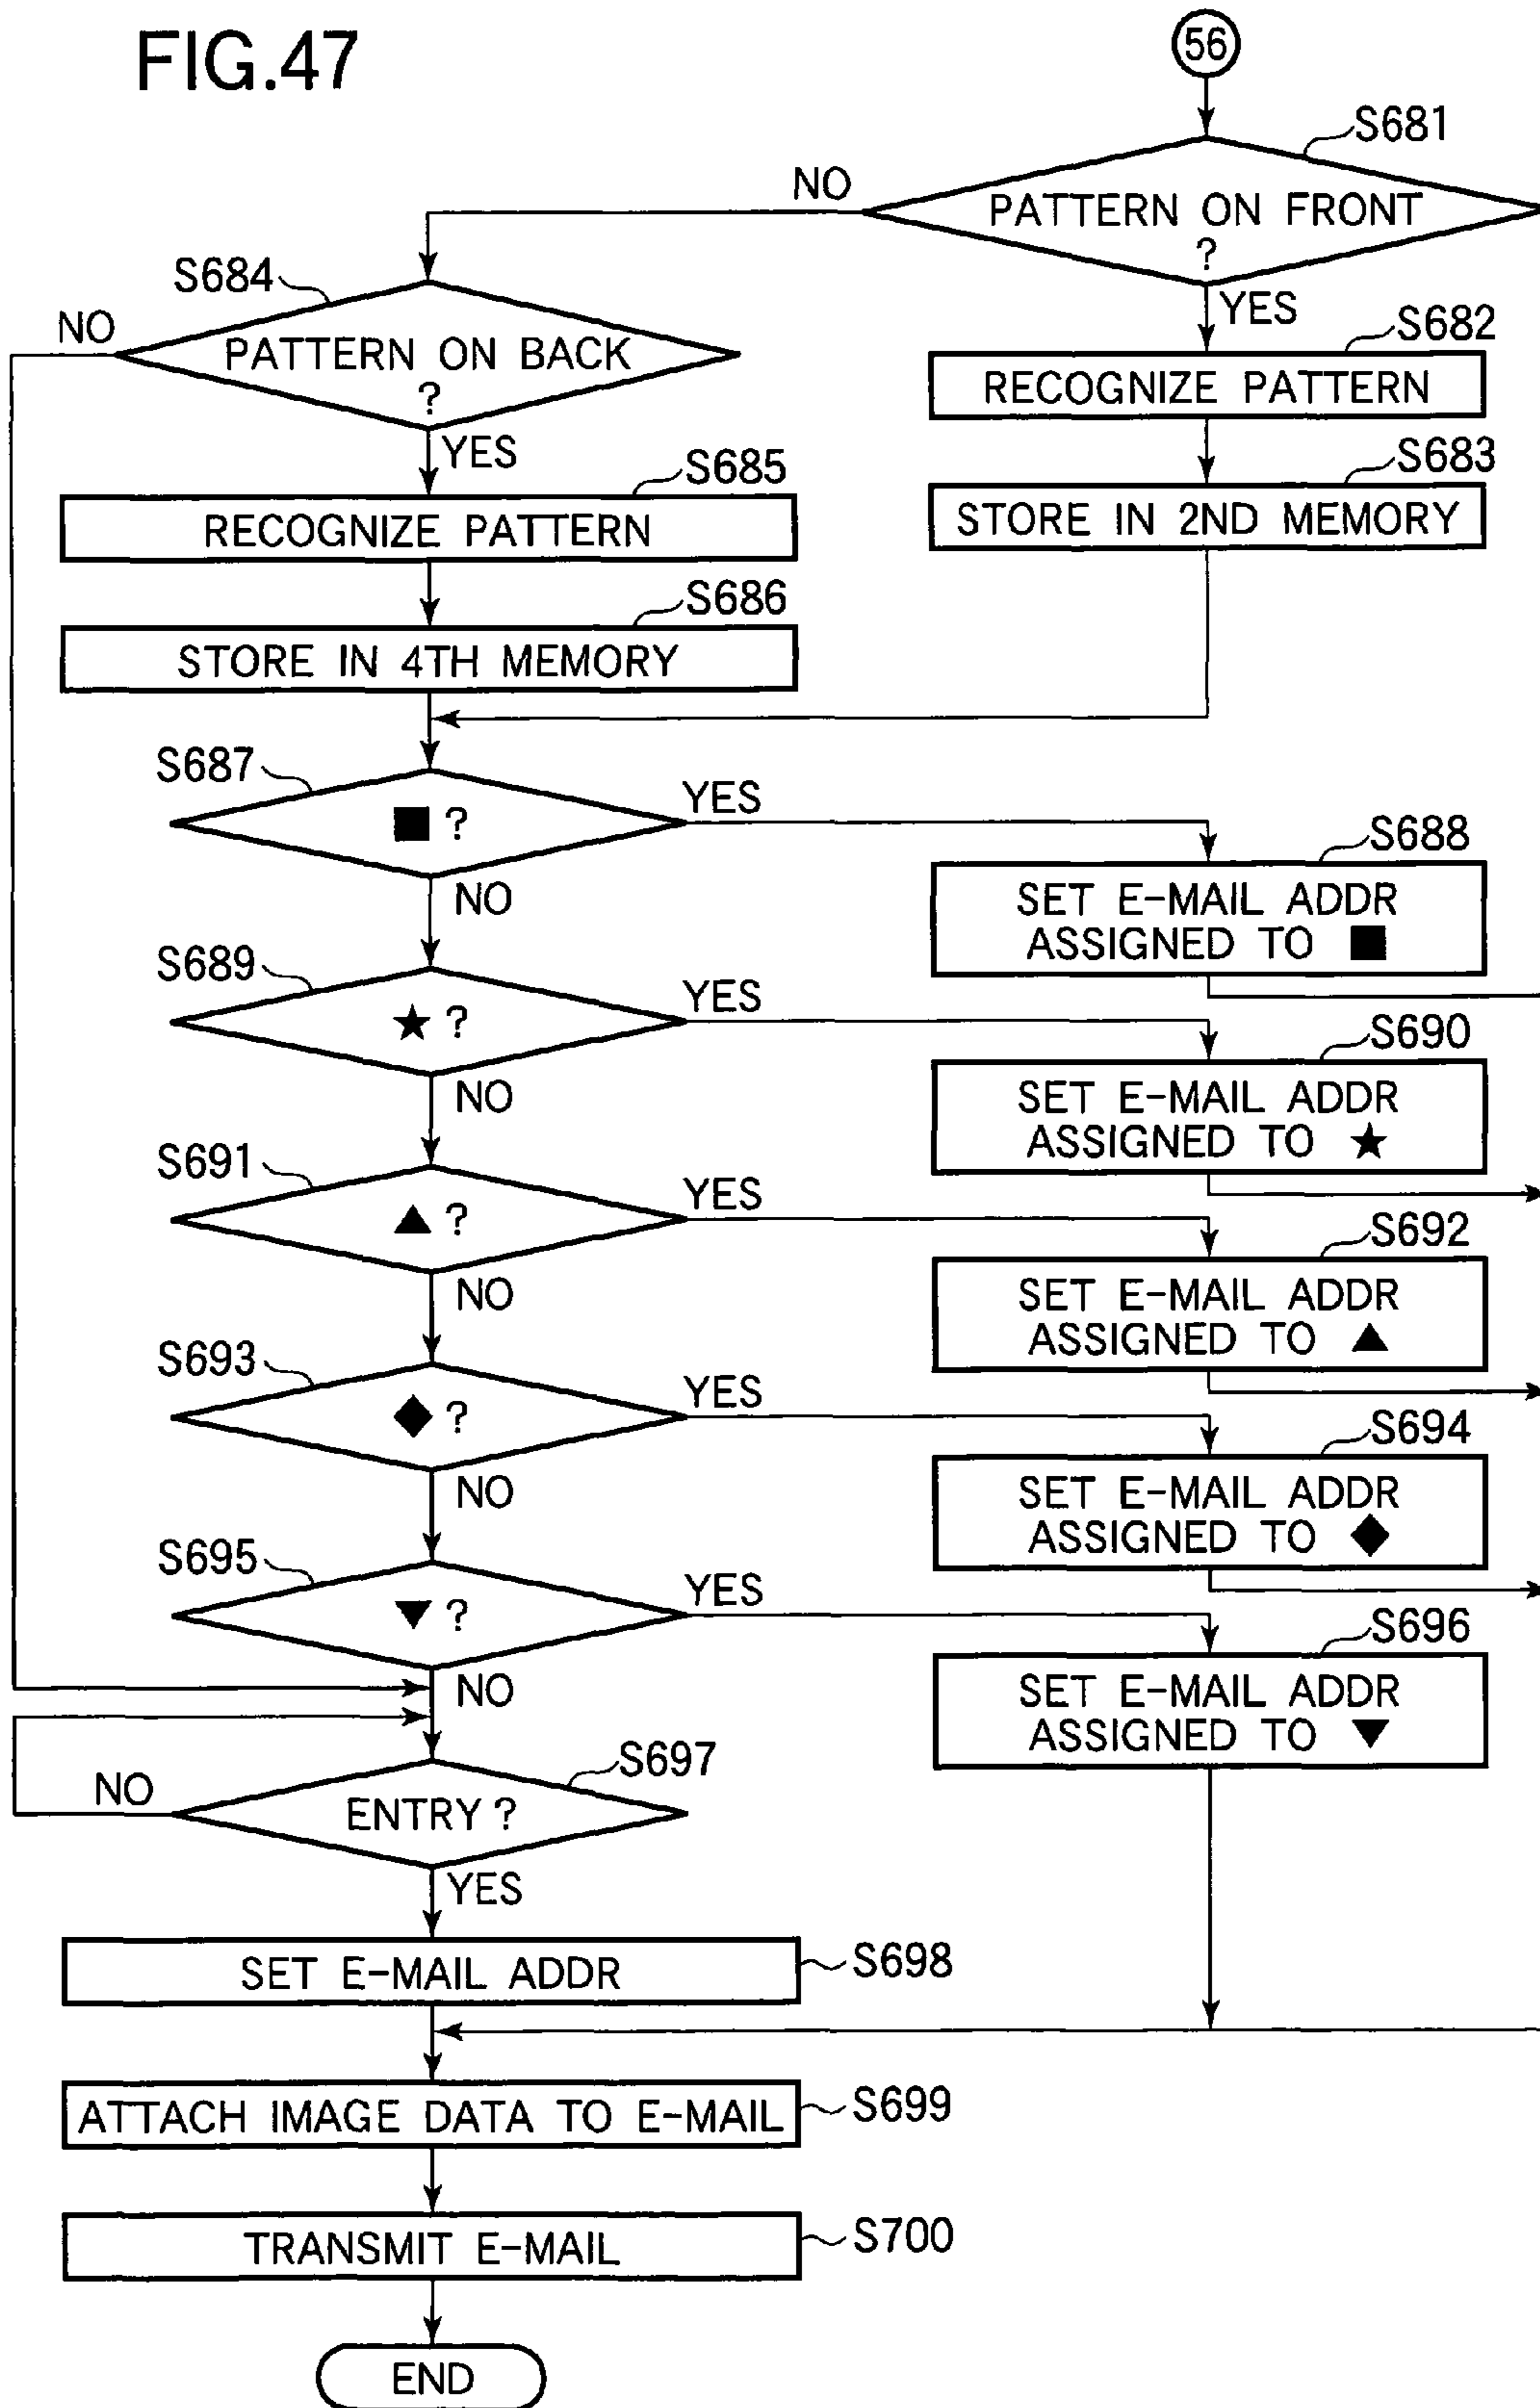 FIG.47
56
S681
NO
PATTERN ON FRONT
?
YES
S684
NO
PATTERN ON BACK
?
YES
S682
RECOGNIZE PATTERN
S683
STORE IN 2ND MEMORY
S685
RECOGNIZE PATTERN
S686
STORE IN 4TH MEMORY
S687
■ ?
YES
NO
S688
SET E-MAIL ADDR
ASSIGNED TO ■
S689
★ ?
YES
NO
S690
SET E-MAIL ADDR
ASSIGNED TO ★
S691
▲ ?
YES
NO
S692
SET E-MAIL ADDR
ASSIGNED TO ▲
S693
◆ ?
YES
NO
S694
SET E-MAIL ADDR
ASSIGNED TO ◆
S695
▼ ?
YES
NO
S696
SET E-MAIL ADDR
ASSIGNED TO ▼
S697
NO
ENTRY ?
YES
SET E-MAIL ADDR
S698
ATTACH IMAGE DATA TO E-MAIL
S699
TRANSMIT E-MAIL
S700
END